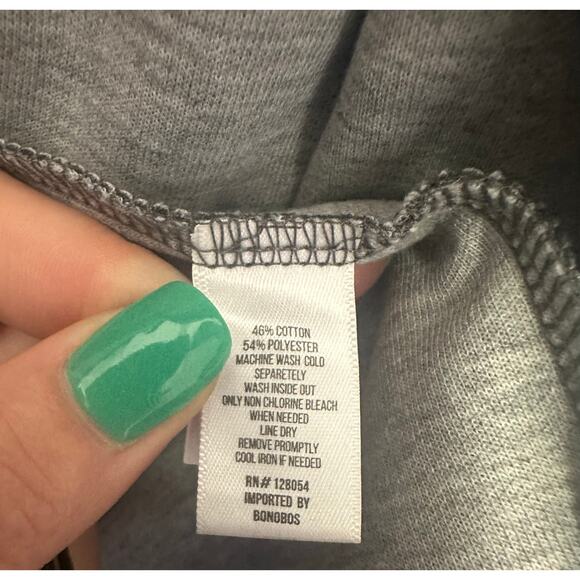 46% COTTON
54% POLYESTER
MACHINE WASH COLD
SEPARETELY
WASH INSIDE OUT
ONLY NON CHLORINE BLEACH
WHEN NEEDED
LINE DRY
REMOVE PROMPTLY
COOL IRON IF NEEDED
RN# 128054
IMPORTED BY
BONOBOS